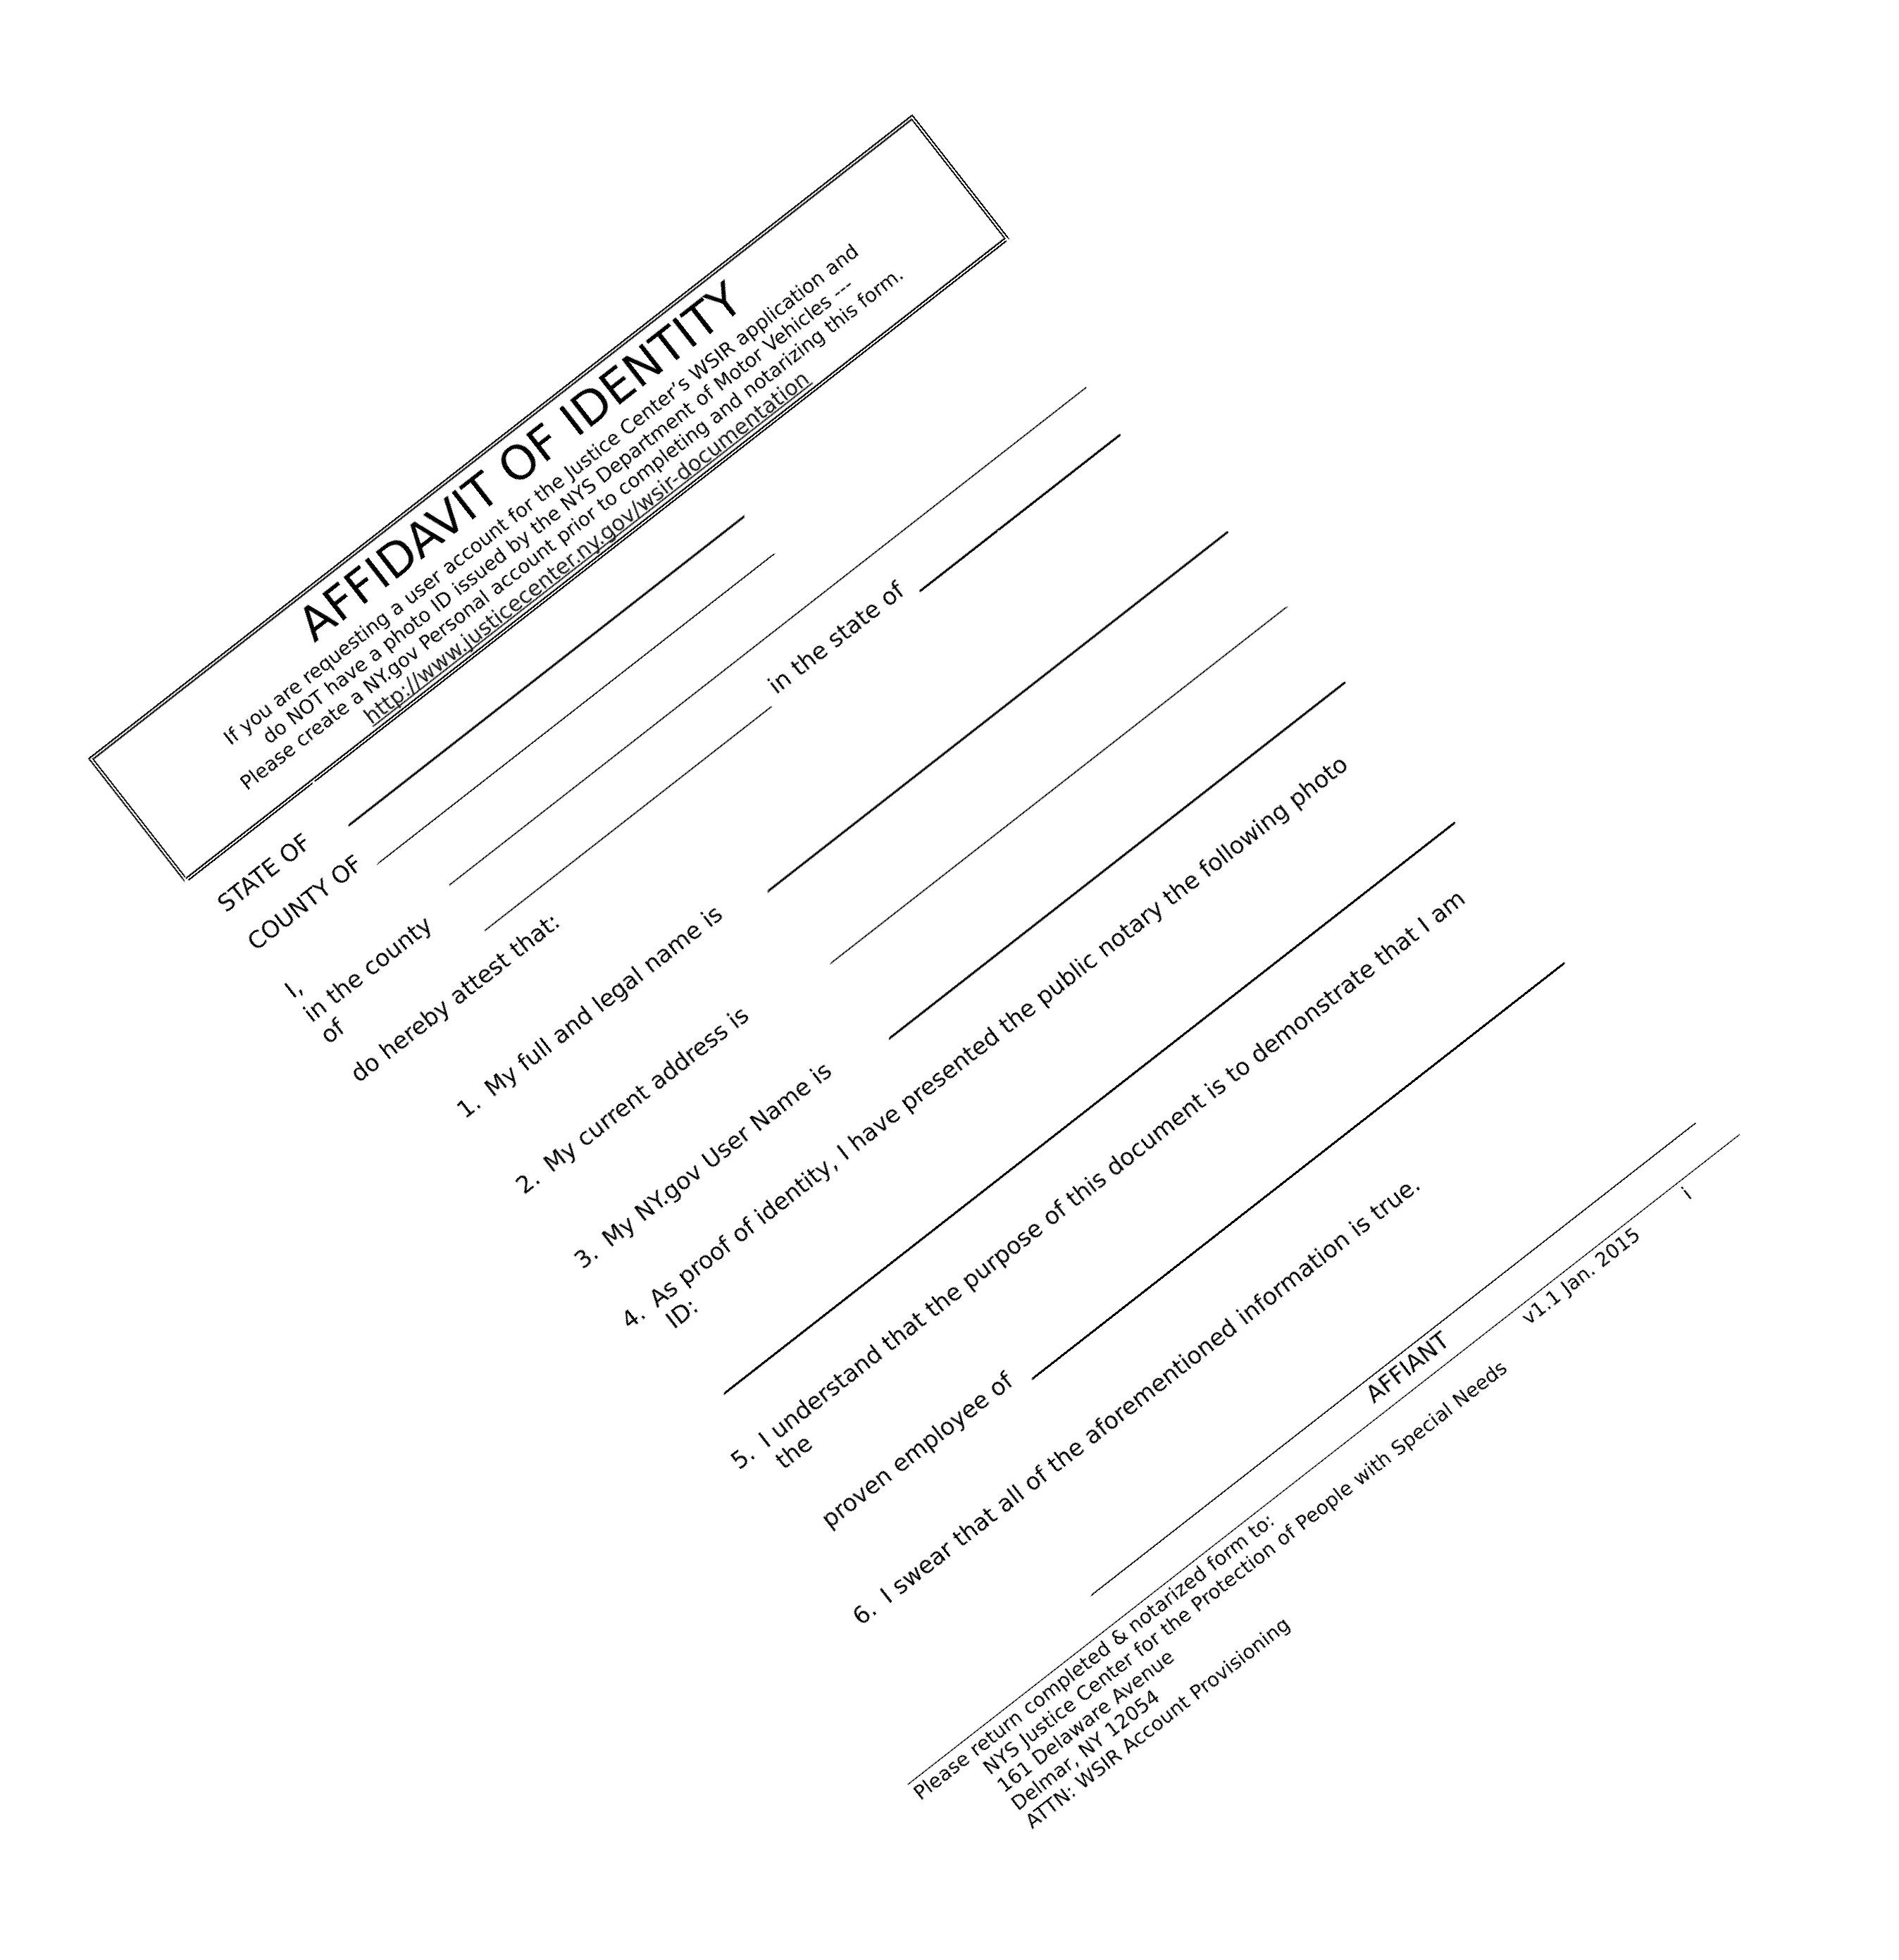 AFFIDAVIT OF IDENTITY
If you are requesting a user account for the Justice Center's WSIR application and
do NOT have a photo ID issued by the NYS Department of Motor Vehicles ---
Please create a NY.gov Personal account prior to completing and notarizing this form.
http://www.justicecenter.ny.gov/wsir-documentation
STATE OF
COUNTY OF
I,
in the county
of
in the state of
do hereby attest that:
1. My full and legal name is
2. My current address is
3. My NY.gov User Name is
4. As proof of identity, I have presented the public notary the following photo
ID:
5. I understand that the purpose of this document is to demonstrate that I am
the
proven employee of
6. I swear that all of the aforementioned information is true.
AFFIANT
Please return completed & notarized form to:
NYS Justice Center for the Protection of People with Special Needs
161 Delaware Avenue
Delmar, NY 12054
ATTN: WSIR Account Provisioning
v1.1 Jan. 2015
i